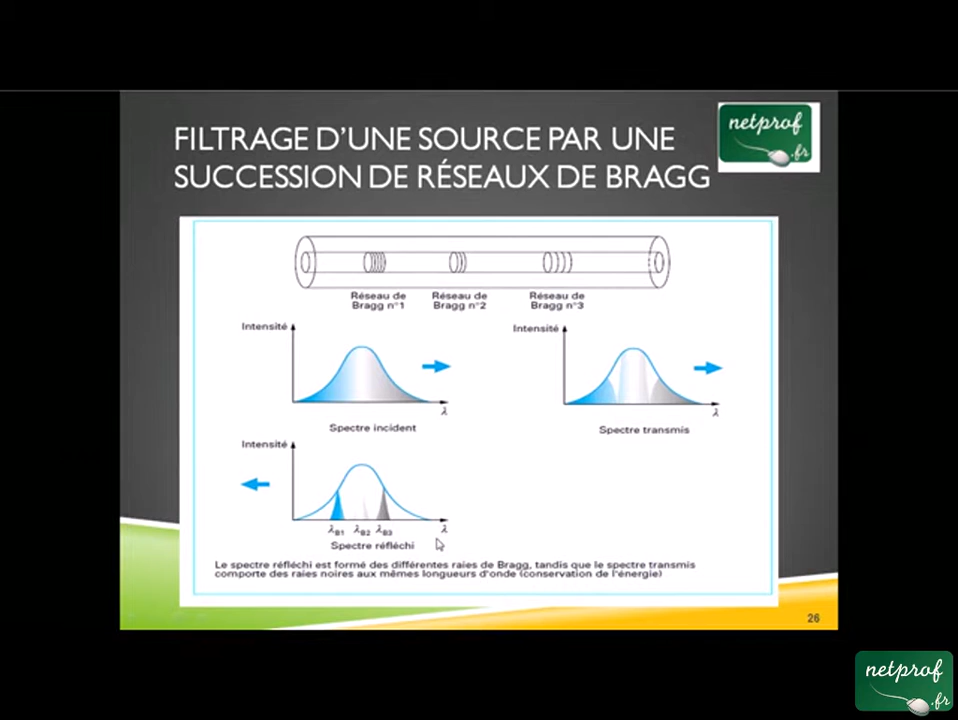 FILTRAGE D'UNE SOURCE PAR UNE
SUCCESSION DE RÉSEAUX DE BRAGG
netprof
.fr
Réseau de
Bragg n°1
Réseau de
Bragg n°2
Réseau de
Bragg n°3
Intensité
λ
Spectre incident
Intensité
λ
Spectre transmis
Intensité
λB1 λB2 λB3 λ
Spectre réfléchi
Le spectre réfléchi est formé des différentes raies de Bragg, tandis que le spectre transmis
comporte des raies noires aux mêmes longueurs d'onde (conservation de l'énergie)
26
netprof
.fr